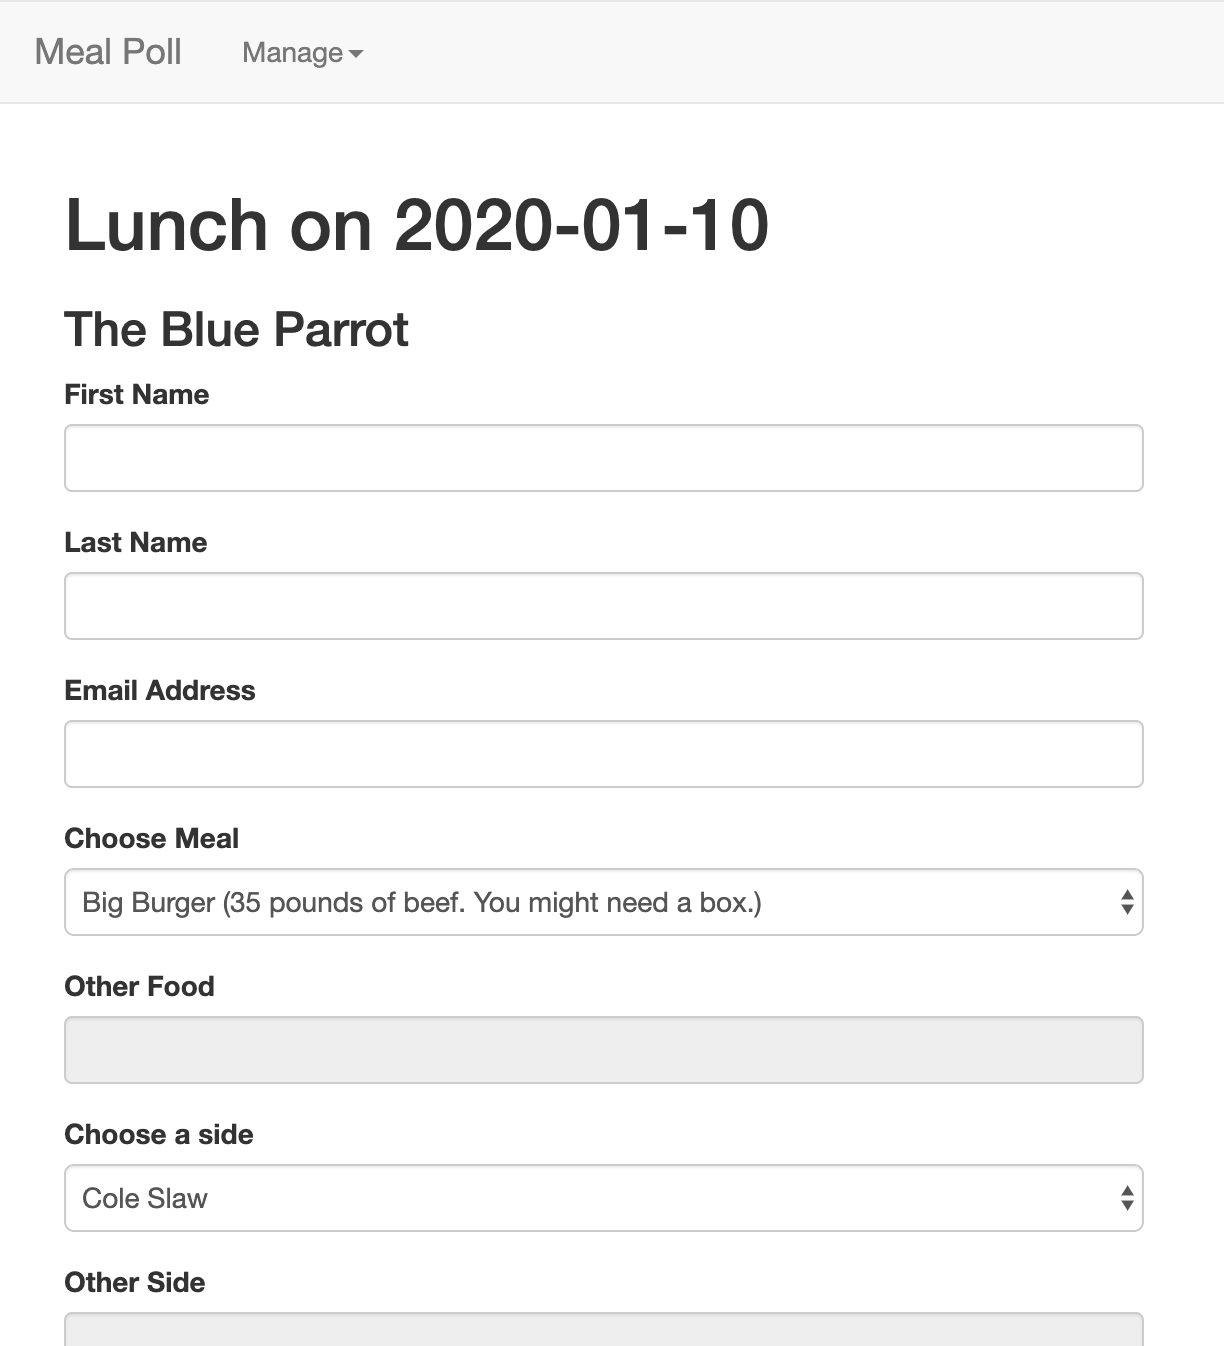 Meal Poll Manage
Lunch on 2020-01-10
The Blue Parrot
First Name
Last Name
Email Address
Choose Meal
Big Burger (35 pounds of beef. You might need a box.)
Other Food
Choose a side
Cole Slaw
Other Side